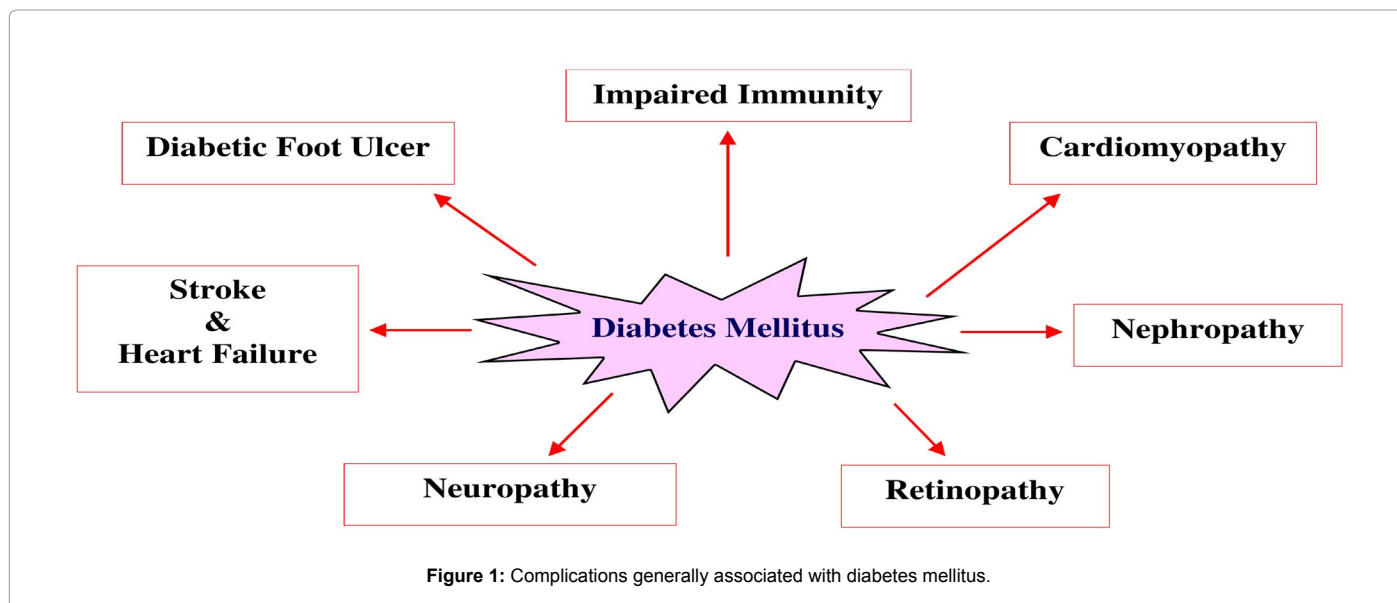 Impaired Immunity
Diabetic Foot Ulcer
Cardiomyopathy
Stroke
&
Heart Failure
Diabetes Mellitus
Nephropathy
Neuropathy
Retinopathy
Figure 1: Complications generally associated with diabetes mellitus.